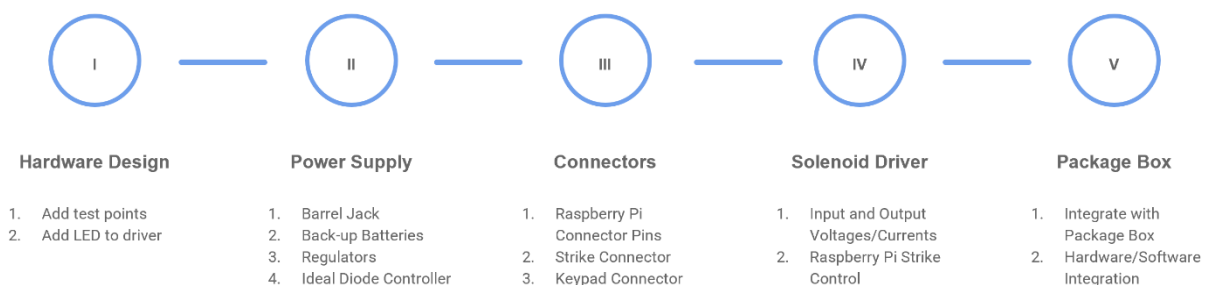 I
II
III
IV
V
Hardware Design
1. Add test points
2. Add LED to driver
Power Supply
1. Barrel Jack
2. Back-up Batteries
3. Regulators
4. Ideal Diode Controller
Connectors
1. Raspberry Pi
Connector Pins
2. Strike Connector
3. Keypad Connector
Solenoid Driver
1. Input and Output
Voltages/Currents
2. Raspberry Pi Strike
Control
Package Box
1. Integrate with
Package Box
2. Hardware/Software
Integration